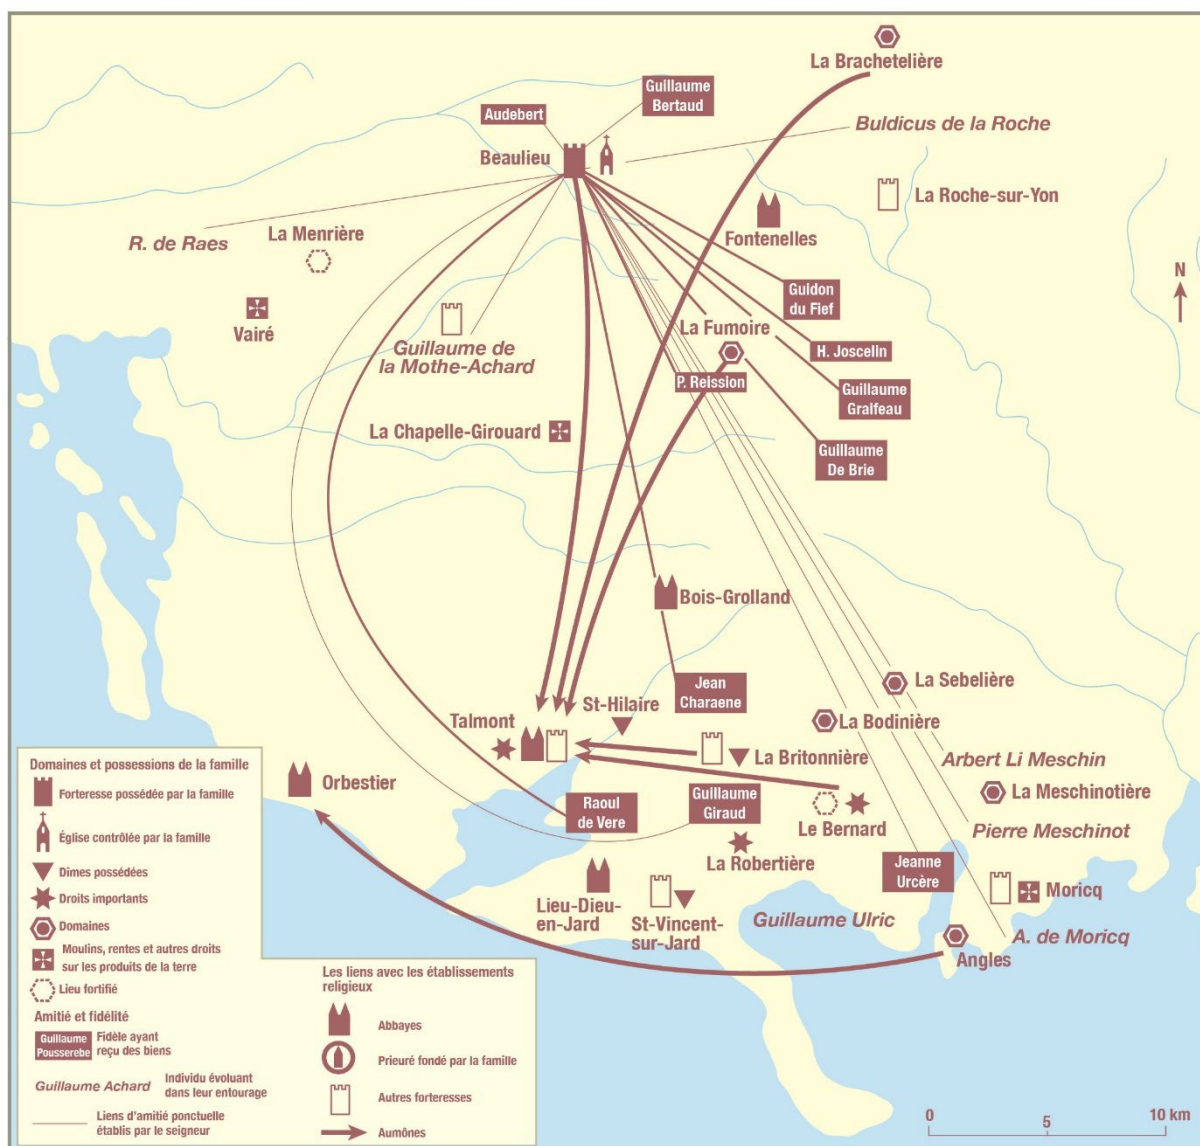 La Brachetelière
Guillaume
Bertaud
Audebert
Buldicus de la Roche
Beaulieu
La Roche-sur-Yon
Fontenelles
R. de Raes
La Menrière
N
Guidon
du Fief
Vairé
La Fumoire
Guillaume de
la Mothe-Achard
H. Joscelin
P. Reission
Guillaume
Graifeau
La Chapelle-Girouard
Guillaume
De Brie
Bois-Grolland
La Sebelière
Jean
Charaene
St-Hilaire
Talmont
La Bodinière
La Britonnière
Arbert Li Meschin
Orbestier
Guillaume
Giraud
La Meschinotière
Raoul
de Vere
Le Bernard
Pierre Meschinot
La Robertière
Jeanne
Urcère
Moricq
Lieu-Dieu-
en-Jard
St-Vincent-
sur-Jard
Guillaume Ulric
A. de Moricq
Angles
Domaines et possessions de la famille
Forteresse possédée par la famille
Église contrôlée par la famille
Dîmes possédées
Droits importants
Domaines
Moulins, rentes et autres droits
sur les produits de la terre
Lieu fortifié
Amitié et fidélité
Guillaume
Pousserebe
Fidèle ayant
reçu des biens
Guillaume Achard
Individu évoluant
dans leur entourage
Liens d'amitié ponctuelle
établis par le seigneur
Les liens avec les établissements
religieux
Abbayes
Prieuré fondé par la famille
Autres forteresses
Aumônes
0
5
10 km